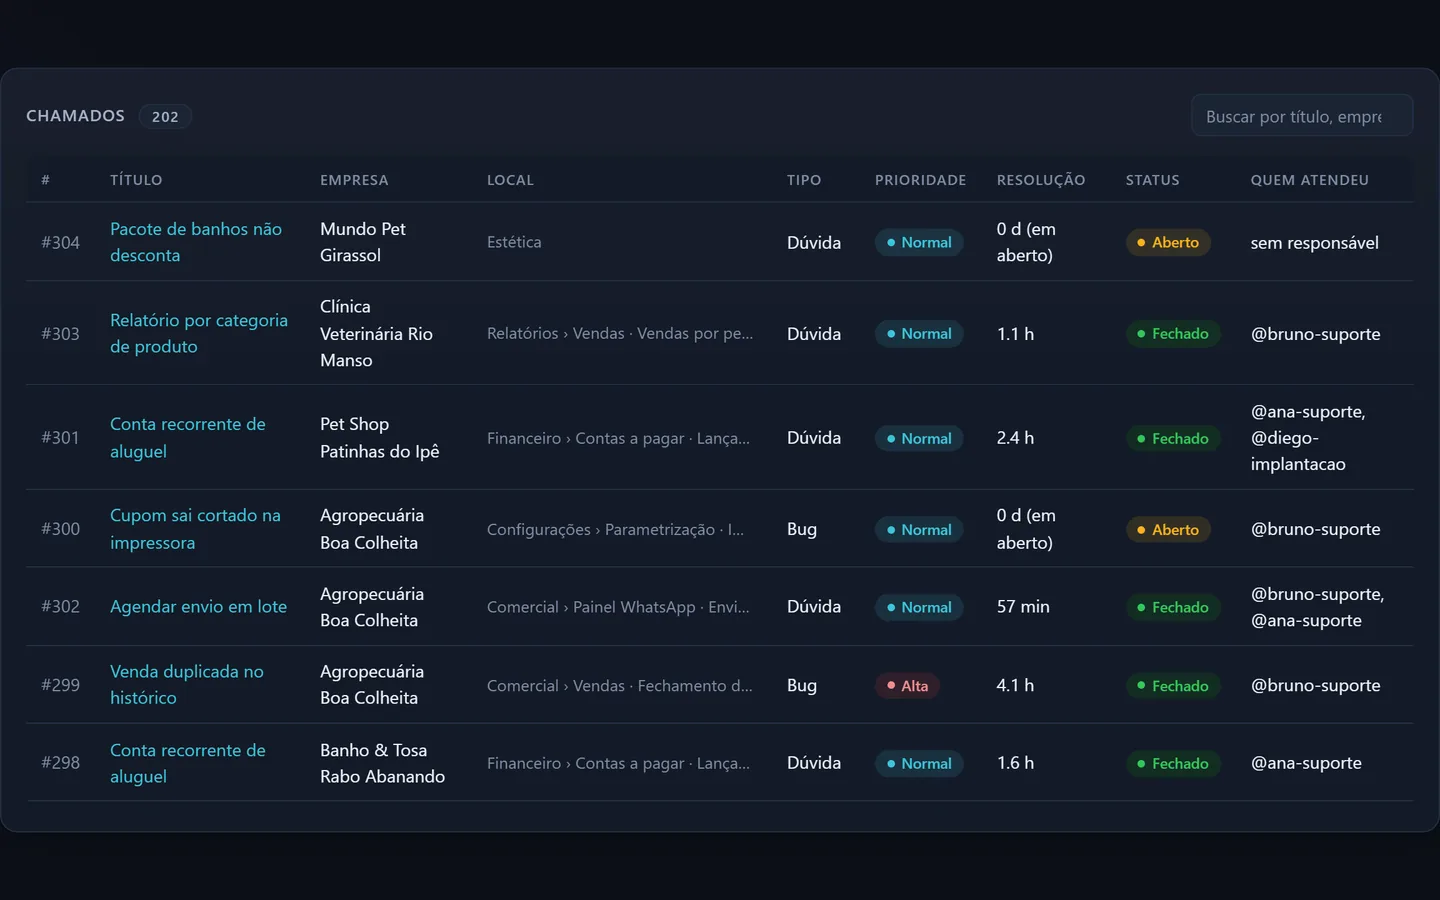 CHAMADOS 202
Buscar por título, empre
# TÍTULO EMPRESA LOCAL TIPO PRIORIDADE RESOLUÇÃO STATUS QUEM ATENDEU
#304
Pacote de banhos não
desconta
Mundo Pet
Girassol
Estética
Dúvida
Normal
0 d (em
aberto)
Aberto
sem responsável
#303
Relatório por categoria
de produto
Clínica
Veterinária Rio
Manso
Relatórios › Vendas · Vendas por pe...
Dúvida
Normal
1.1 h
Fechado
@bruno-suporte
#301
Conta recorrente de
aluguel
Pet Shop
Patinhas do Ipê
Financeiro › Contas a pagar · Lança...
Dúvida
Normal
2.4 h
Fechado
@ana-suporte,
@diego-
implantacao
#300
Cupom sai cortado na
impressora
Agropecuária
Boa Colheita
Configurações › Parametrização · I...
Bug
Normal
0 d (em
aberto)
Aberto
@bruno-suporte
#302
Agendar envio em lote
Agropecuária
Boa Colheita
Comercial › Painel WhatsApp · Envi...
Dúvida
Normal
57 min
Fechado
@bruno-suporte,
@ana-suporte
#299
Venda duplicada no
histórico
Agropecuária
Boa Colheita
Comercial › Vendas · Fechamento d...
Bug
Alta
4.1 h
Fechado
@bruno-suporte
#298
Conta recorrente de
aluguel
Banho & Tosa
Rabo Abanando
Financeiro › Contas a pagar · Lança...
Dúvida
Normal
1.6 h
Fechado
@ana-suporte